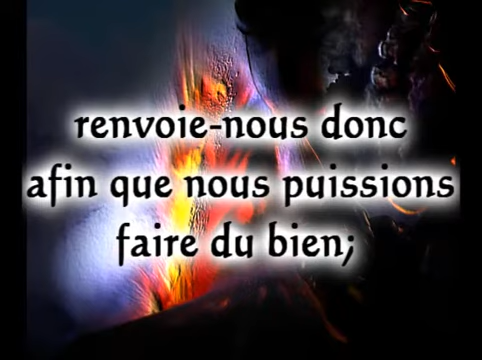 renvoie-nous donc
afin que nous puissions
faire du bien;